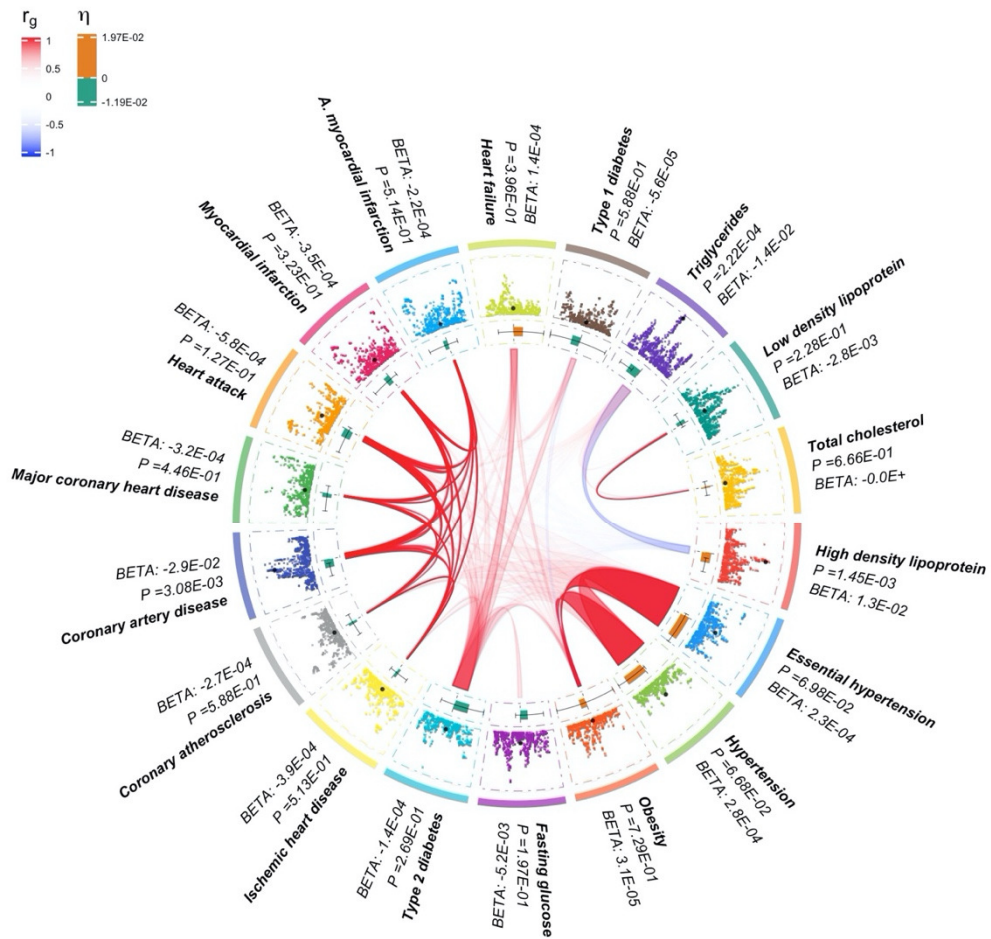 r_g η
1
0.5
0
-0.5
-1
1.97E-02
0
-1.19E-02
Heart failure
P =3.96E-01
BETA: 1.4E-04
Type 1 diabetes
P =5.88E-01
BETA: -5.6E-05
Triglycerides
P =2.22E-04
BETA: -1.4E-02
Low density lipoprotein
P =2.28E-01
BETA: -2.8E-03
Total cholesterol
P =6.66E-01
BETA: -0.0E+
High density lipoprotein
P =1.45E-03
BETA: 1.3E-02
Essential hypertension
P =6.98E-02
BETA: 2.3E-04
Hypertension
P =6.68E-02
BETA: 2.8E-04
Obesity
P =7.29E-01
BETA: 3.1E-05
Fasting glucose
P =1.97E-01
BETA: -5.2E-03
BETA: -1.4E-04
P =2.69E-01
Type 2 diabetes
BETA: -3.9E-04
P =5.13E-01
Ischemic heart disease
BETA: -2.7E-04
P =5.88E-01
Coronary atherosclerosis
BETA: -2.9E-02
P =3.08E-03
Coronary artery disease
BETA: -3.2E-04
P =4.46E-01
Major coronary heart disease
BETA: -5.8E-04
P =1.27E-01
Heart attack
BETA: -3.5E-04
P =3.23E-01
Myocardial infarction
BETA: -2.2E-04
P =5.14E-01
A. myocardial infarction